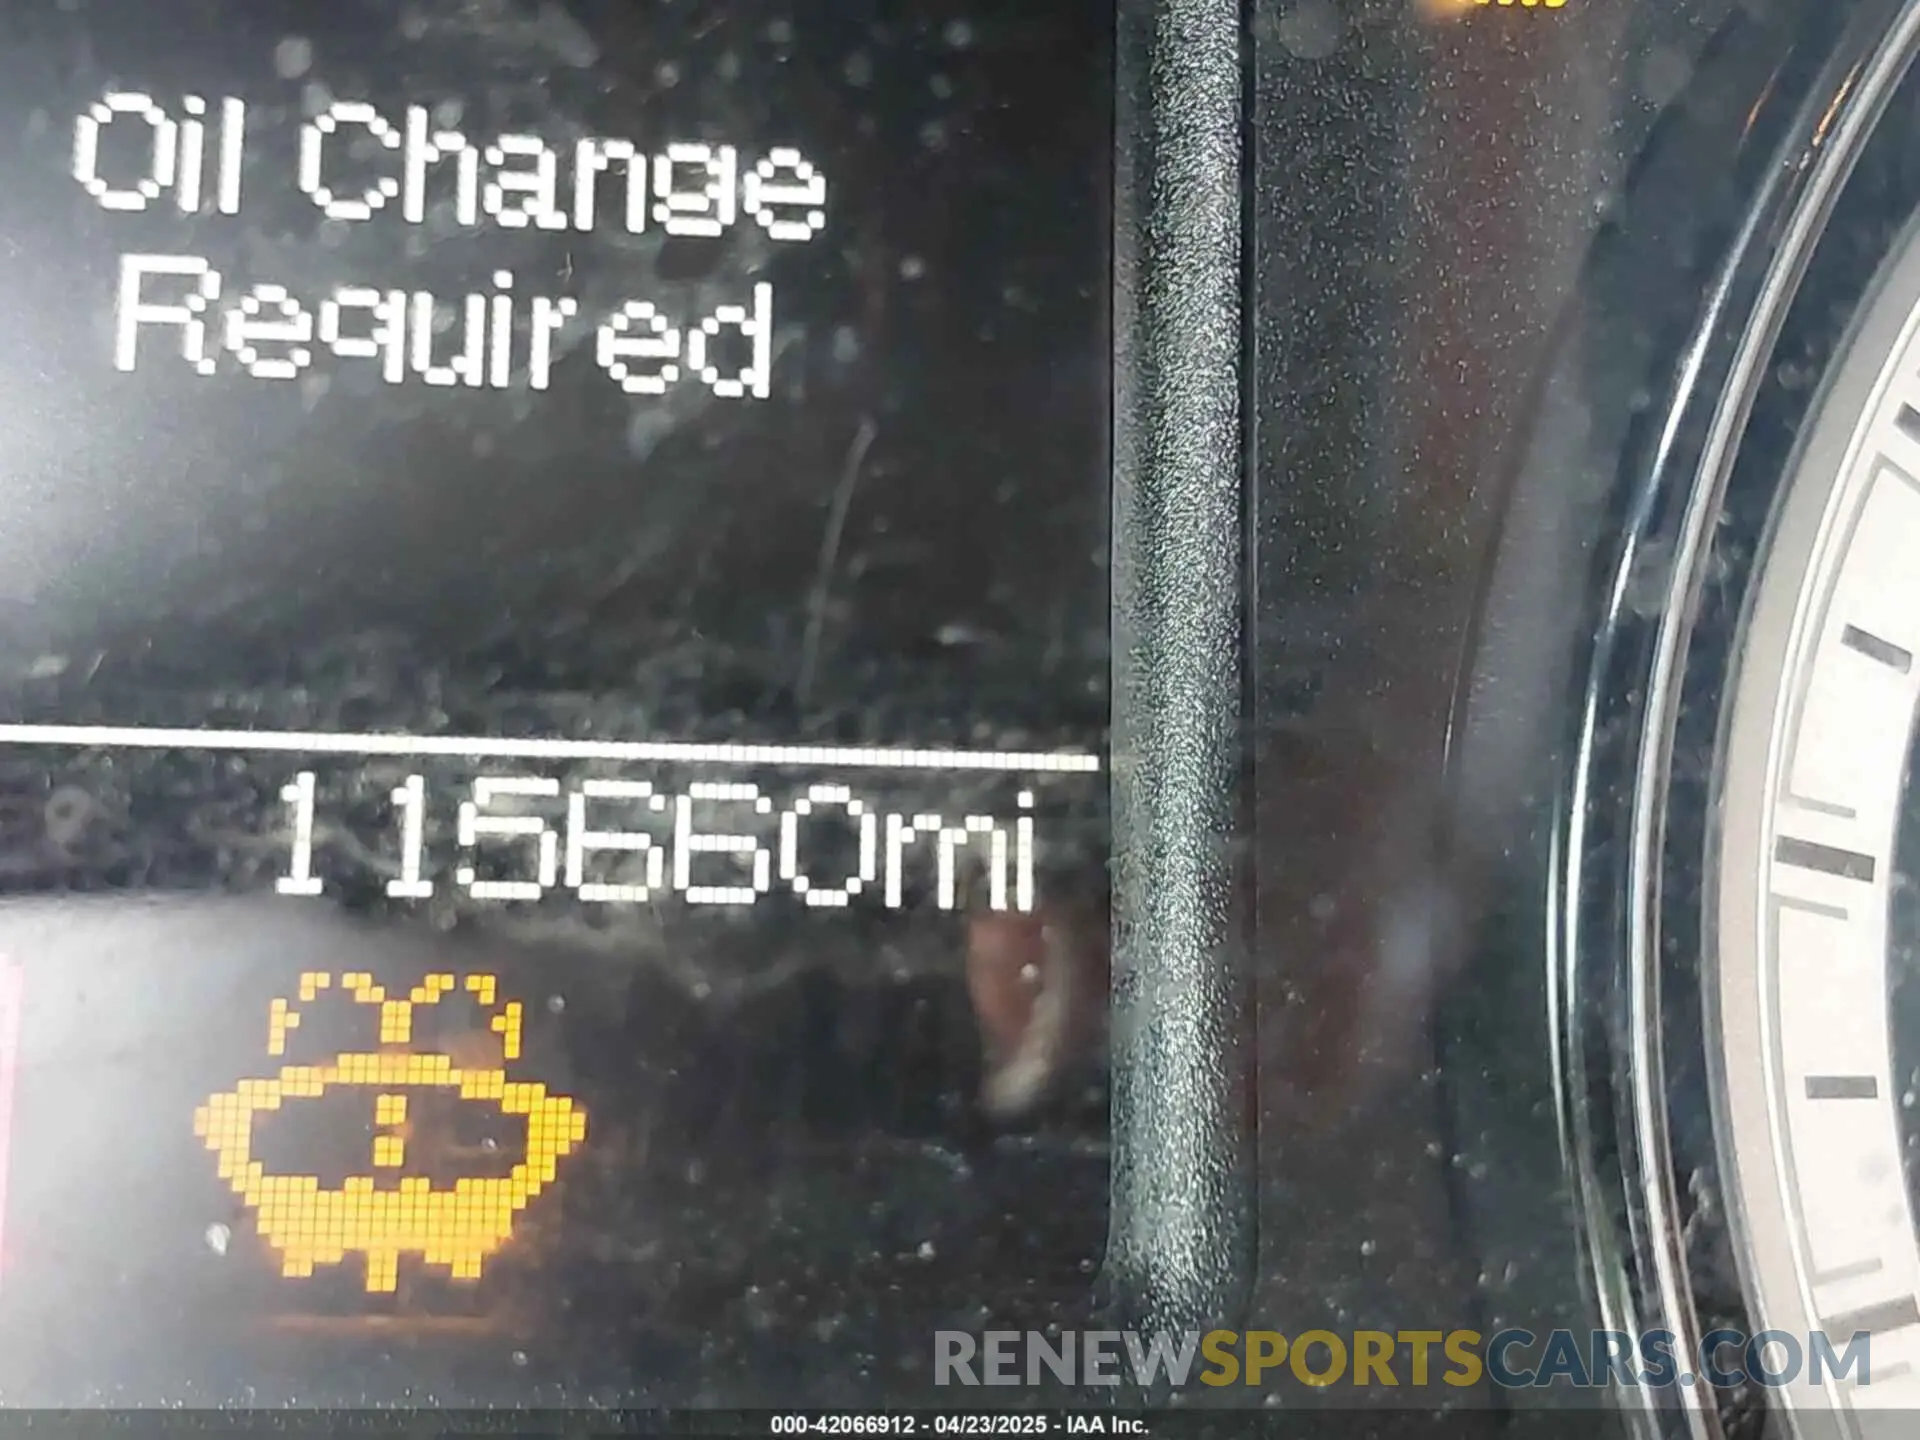 Oil Change
Required
115660mi
RENEWSPORTSCARS.COM
000-42066912 - 04/23/2025 - IAA Inc.